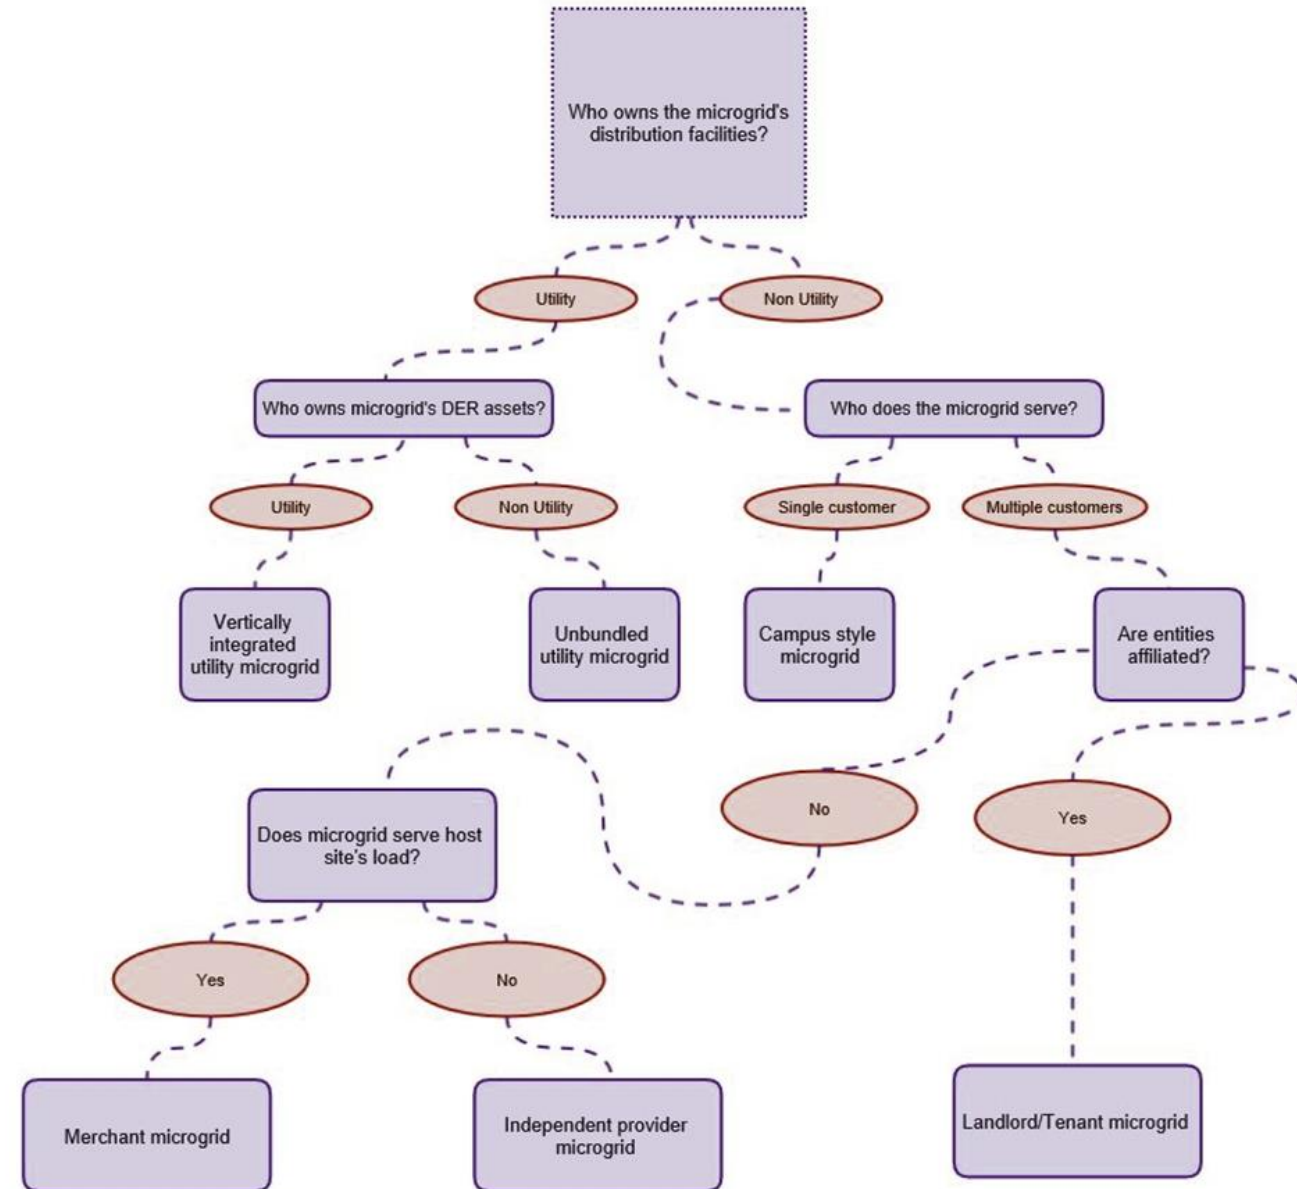 Who owns the microgrid's
distribution facilities?
Utility
Non Utility
Who owns microgrid's DER assets?
Who does the microgrid serve?
Utility
Non Utility
Single customer
Multiple customers
Vertically
integrated
utility microgrid
Unbundled
utility microgrid
Campus style
microgrid
Are entities
affiliated?
Does microgrid serve host
site's load?
No
Yes
Yes
No
Merchant microgrid
Independent provider
microgrid
Landlord/Tenant microgrid